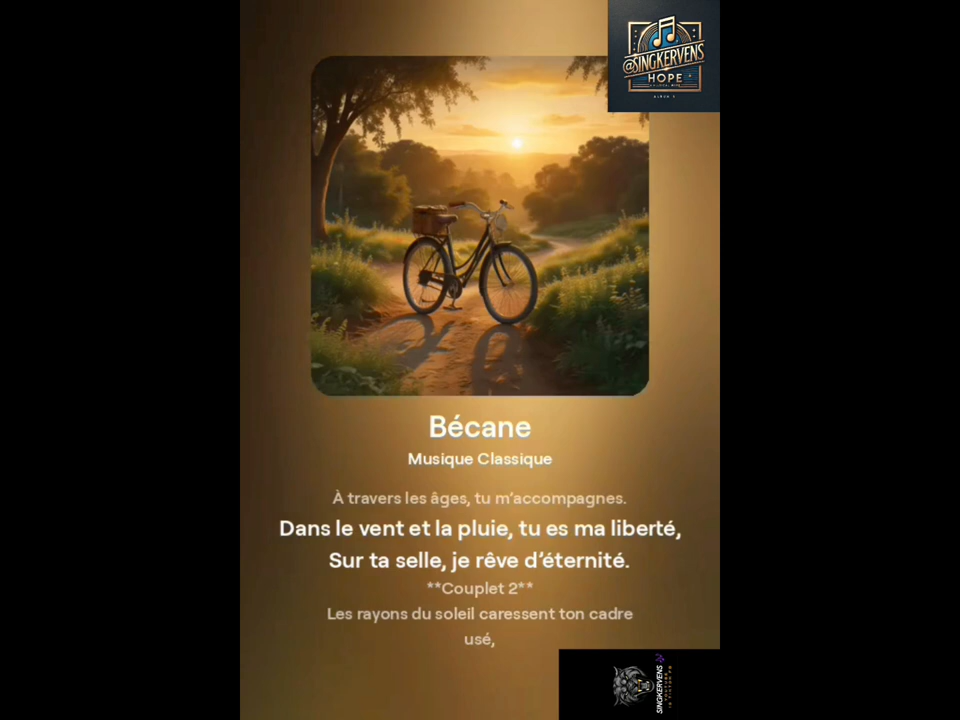 @SINGKERVENS
HOPE
Bécane
Musique Classique
À travers les âges, tu m'accompagnes.
Dans le vent et la pluie, tu es ma liberté,
Sur ta selle, je rêve d'éternité.
**Couplet 2**
Les rayons du soleil caressent ton cadre
usé,
SINGKERVENS